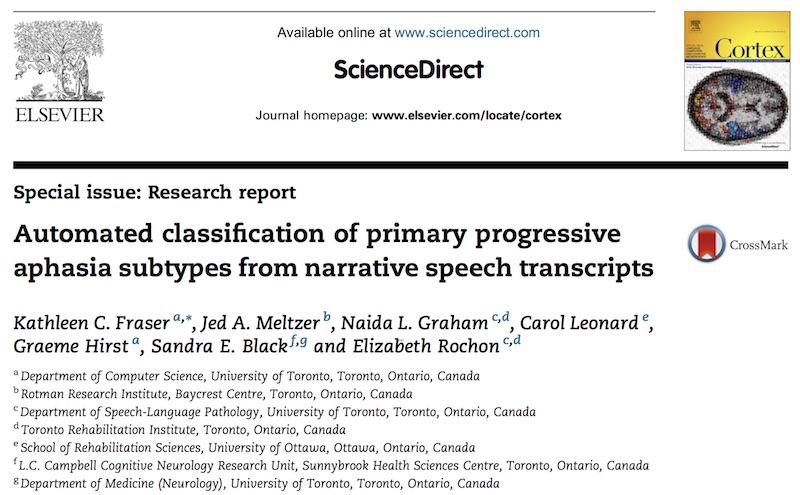 Available online at www.sciencedirect.com
ScienceDirect
Journal homepage: www.elsevier.com/locate/cortex
ELSEVIER
Cortex
Special issue: Research report
Automated classification of primary progressive
aphasia subtypes from narrative speech transcripts
CrossMark
Kathleen C. Fraser a,*, Jed A. Meltzer b, Naida L. Graham c,d, Carol Leonard e,
Graeme Hirst a, Sandra E. Black f,g and Elizabeth Rochon c,d
a Department of Computer Science, University of Toronto, Toronto, Ontario, Canada
b Rotman Research Institute, Baycrest Centre, Toronto, Ontario, Canada
c Department of Speech-Language Pathology, University of Toronto, Toronto, Ontario, Canada
d Toronto Rehabilitation Institute, Toronto, Ontario, Canada
e School of Rehabilitation Sciences, University of Ottawa, Ottawa, Ontario, Canada
f L.C. Campbell Cognitive Neurology Research Unit, Sunnybrook Health Sciences Centre, Toronto, Ontario, Canada
g Department of Medicine (Neurology), University of Toronto, Toronto, Ontario, Canada